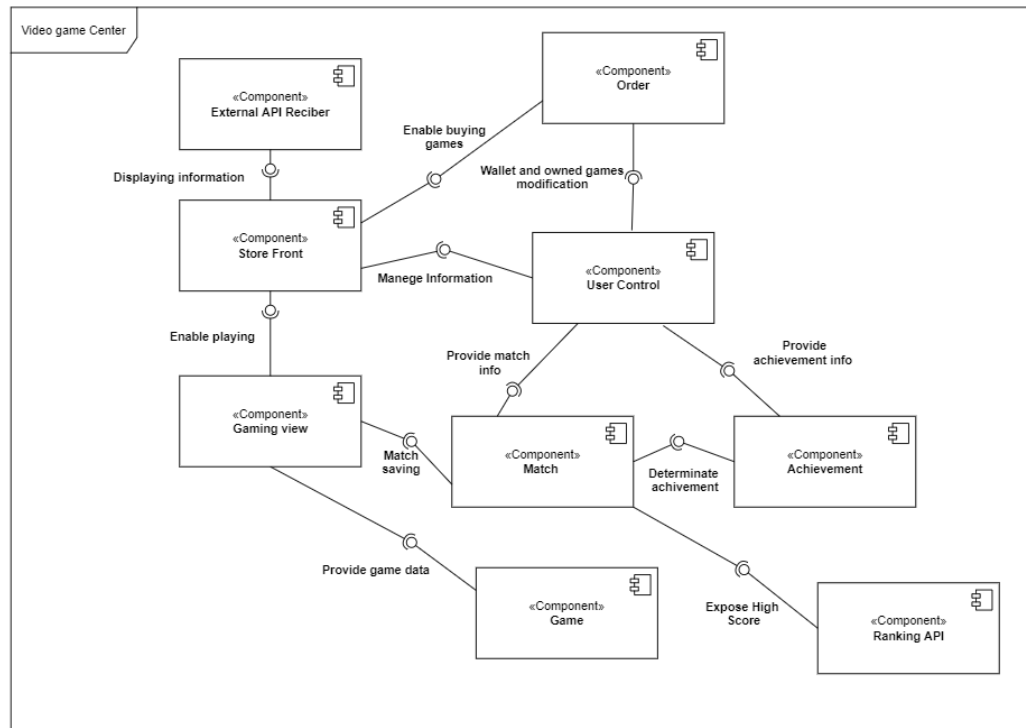 Video game Center
«Component»
External API Reciber
«Component»
Order
Enable buying
games
Displaying information
Wallet and owned games
modification
«Component»
Store Front
«Component»
User Control
Manege Information
Enable playing
Provide match
info
Provide
achievement info
«Component»
Gaming view
Match
saving
«Component»
Match
Determinate
achivement
«Component»
Achievement
Provide game data
«Component»
Game
Expose High
Score
«Component»
Ranking API